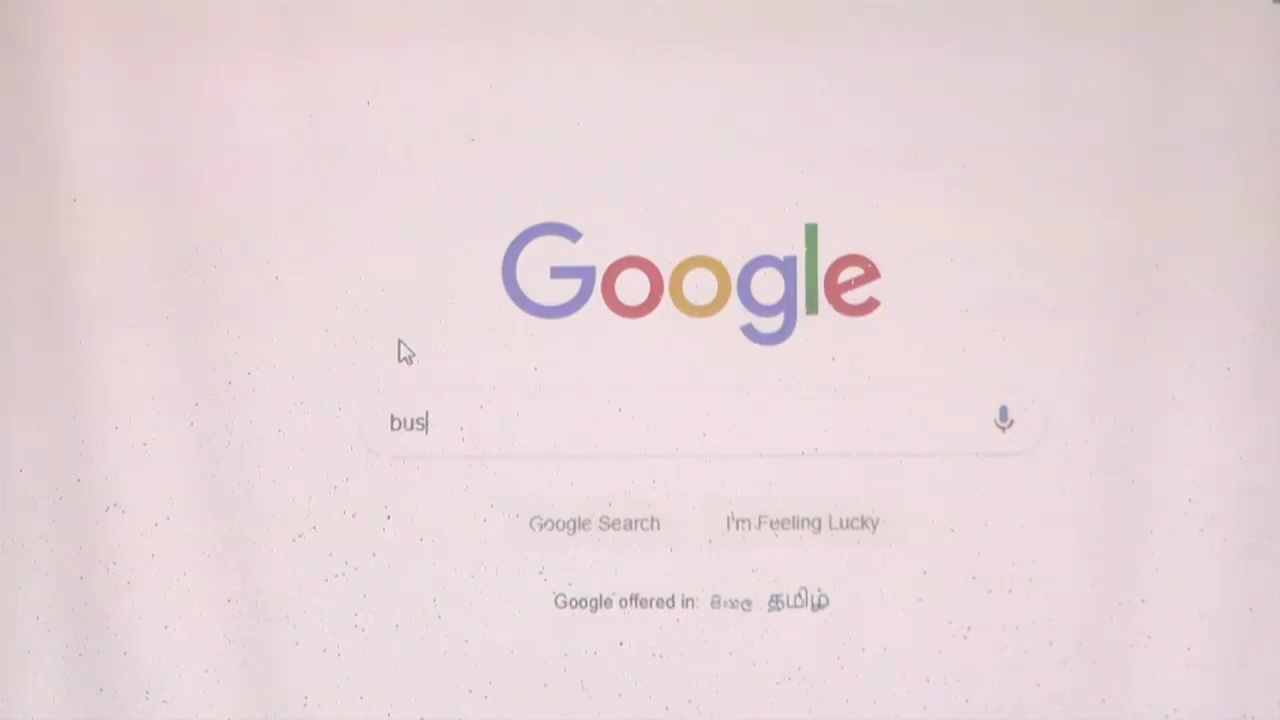 Google
bus
Google Search I'm Feeling Lucky
Google offered in: සිංහල தமிழ்